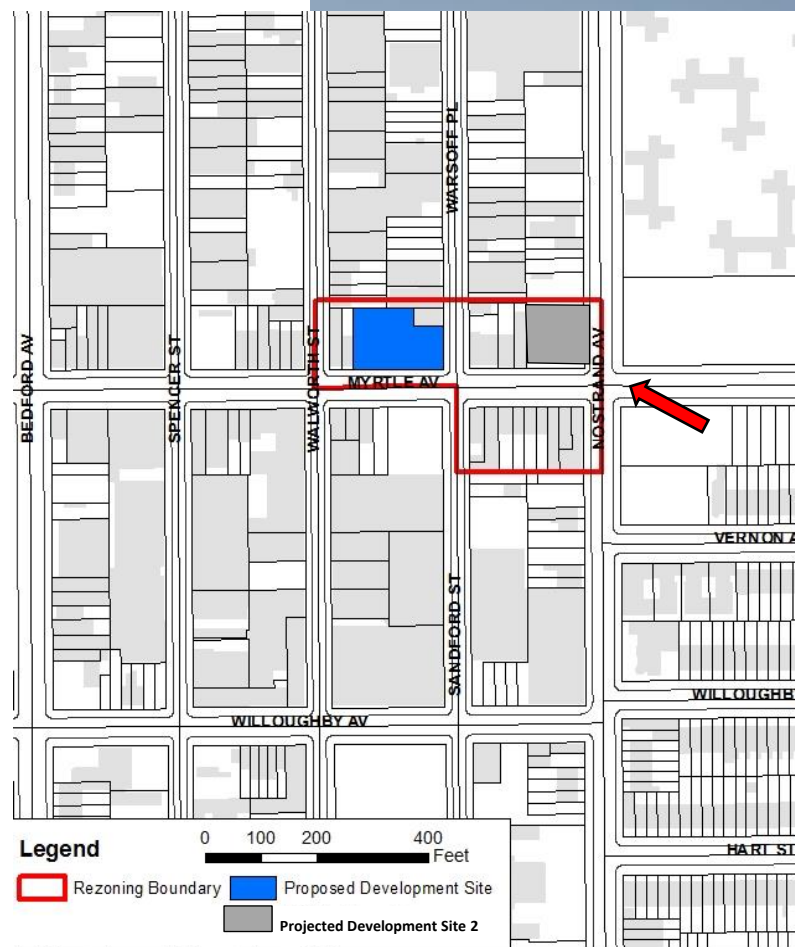 WARSOFF PL
BEDFORD AV
SPENCER ST
WALWORTH ST
MYRTLE AV
NOSTRAND AV
VERNON A
SANDFORD ST
WILLOUGHBY AV
WILLOUGHB
HART ST
Legend
0 100 200 400
Feet
Rezoning Boundary Proposed Development Site
Projected Development Site 2